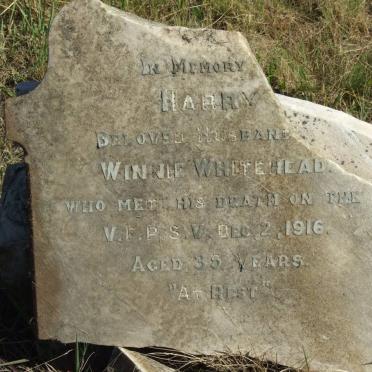 IN MEMORY
HARRY
BELOVED HUSBAND
WINNIE WHITEHEAD.
WHO MET HIS DEATH ON THE
V.F.P.S.V. DEC. 2, 1916.
AGED 35 YEARS.
"AT REST"